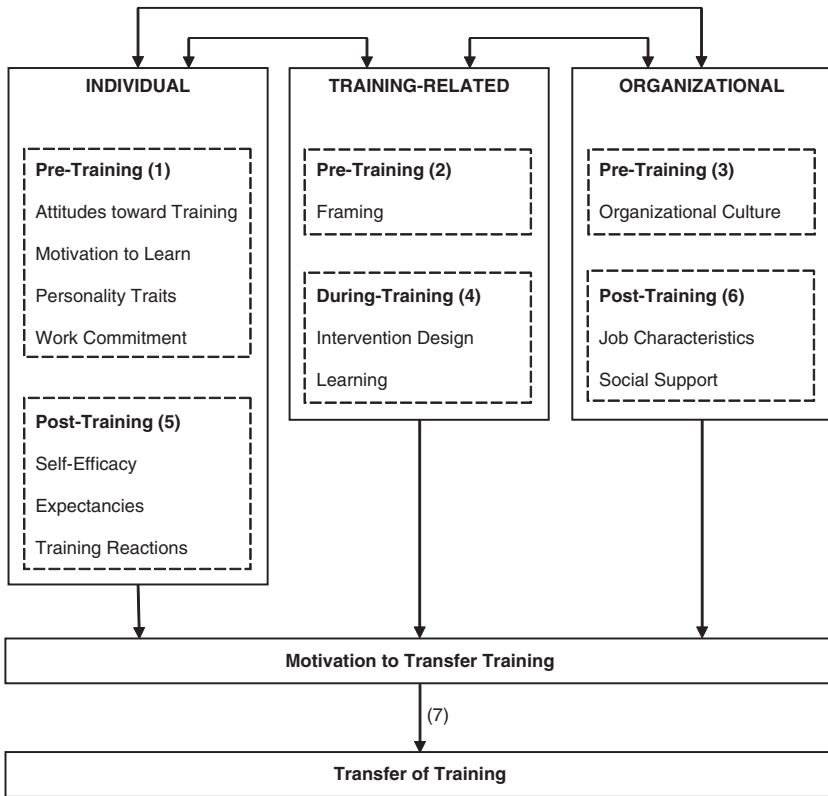 INDIVIDUAL
Pre-Training (1)
Attitudes toward Training
Motivation to Learn
Personality Traits
Work Commitment
Post-Training (5)
Self-Efficacy
Expectancies
Training Reactions
TRAINING-RELATED
Pre-Training (2)
Framing
During-Training (4)
Intervention Design
Learning
ORGANIZATIONAL
Pre-Training (3)
Organizational Culture
Post-Training (6)
Job Characteristics
Social Support
Motivation to Transfer Training
(7)
Transfer of Training